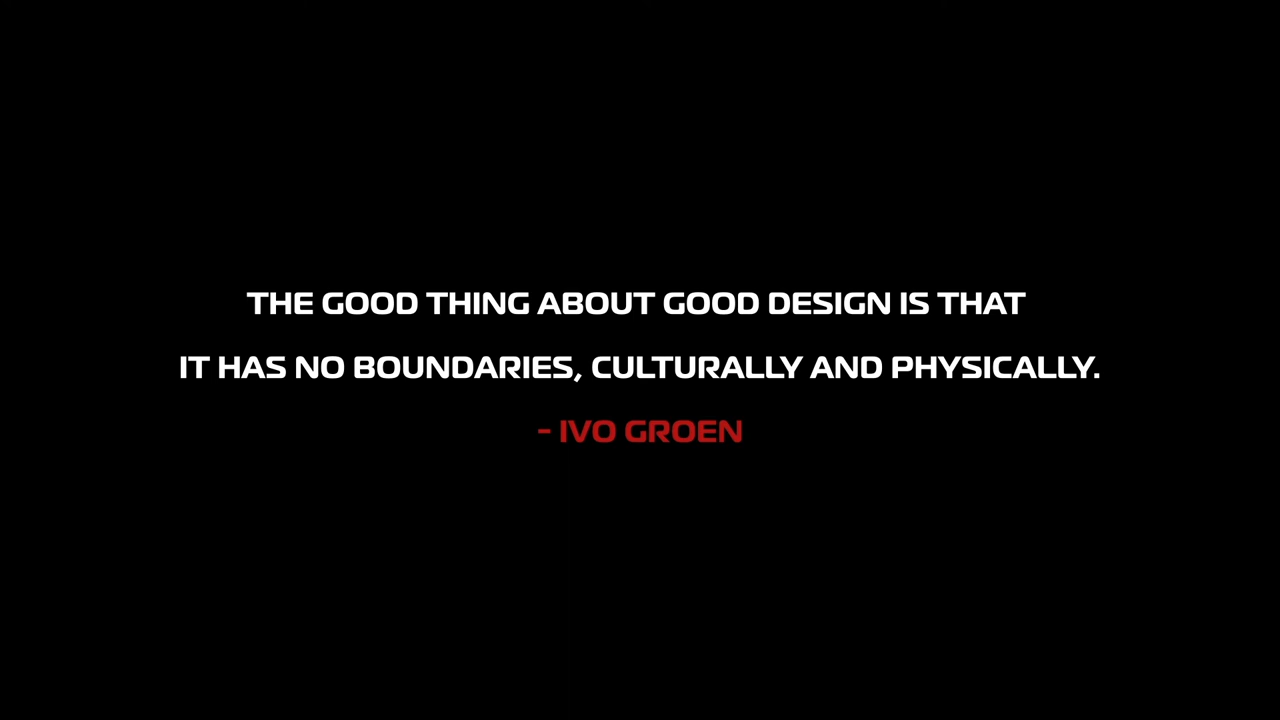 THE GOOD THING ABOUT GOOD DESIGN IS THAT
IT HAS NO BOUNDARIES, CULTURALLY AND PHYSICALLY.
- IVO GROEN